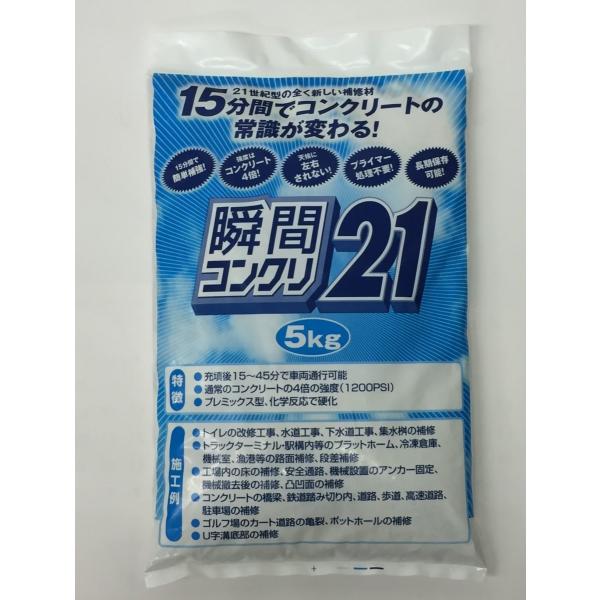 21世紀型の全く新しい補修材
15分間でコンクリートの
常識が変わる!
15分間で
簡単補強!
強度は
コンクリート
4倍!
天候に
左右
されない!
プライマー
処理不要!
長期保存
可能!
瞬間
コンクリ
21
5kg
特徴
●充填後15〜45分で車両通行可能
●通常のコンクリートの4倍の強度(1200PSI)
●プレミックス型、化学反応で硬化
施工例
●トイレの改修工事、水道工事、下水道工事、集水桝の補修
●トラックターミナル・駅構内等のプラットホーム、冷凍倉庫、
機械室、漁港等の路面補修、段差補修
●工場内の床の補修、安全通路、機械設置のアンカー固定、
機械撤去後の補修、凸凹面の補修
●コンクリートの橋梁、鉄道踏み切り内、道路、歩道、高速道路、
駐車場の補修
●ゴルフ場のカート道路の亀裂、ポットホールの補修
●U字溝底部の補修